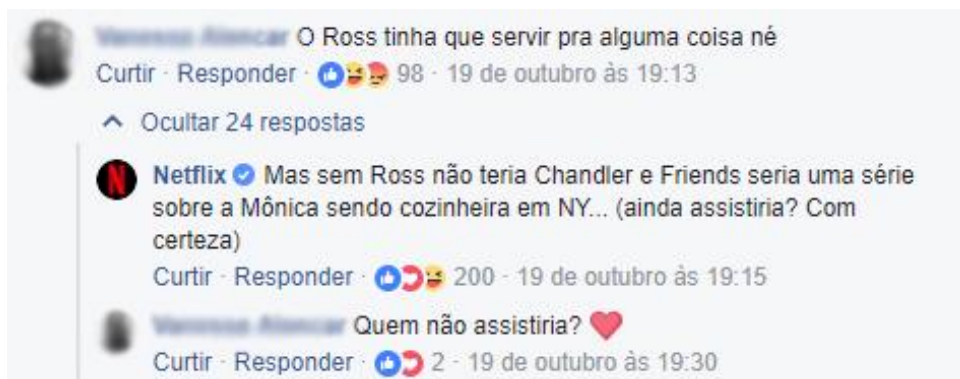 O Ross tinha que servir pra alguma coisa né
Curtir · Responder · 98 · 19 de outubro às 19:13
Ocultar 24 respostas
Netflix Mas sem Ross não teria Chandler e Friends seria uma série
sobre a Mônica sendo cozinheira em NY... (ainda assistiria? Com
certeza)
Curtir · Responder · 200 · 19 de outubro às 19:15
Quem não assistiria?
Curtir · Responder · 2 · 19 de outubro às 19:30